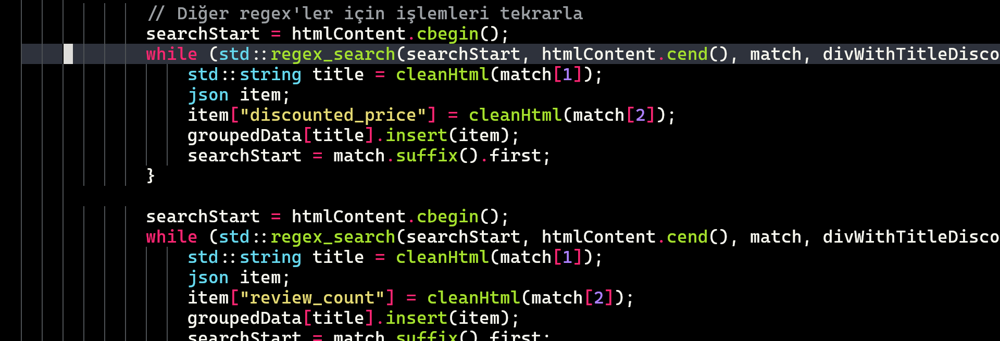 // Diğer regex'ler için işlemleri tekrarla
searchStart = htmlContent.cbegin();
while (std::regex_search(searchStart, htmlContent.cend(), match, divWithTitleDisco
std::string title = cleanHtml(match[1]);
json item;
item["discounted_price"] = cleanHtml(match[2]);
groupedData[title].insert(item);
searchStart = match.suffix().first;
}
searchStart = htmlContent.cbegin();
while (std::regex_search(searchStart, htmlContent.cend(), match, divWithTitleDisco
std::string title = cleanHtml(match[1]);
json item;
item["review_count"] = cleanHtml(match[2]);
groupedData[title].insert(item);
searchStart = match.suffix().first;